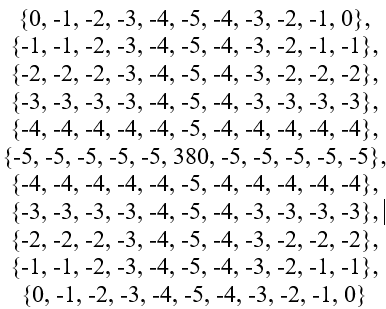 {0, -1, -2, -3, -4, -5, -4, -3, -2, -1, 0},
{-1, -1, -2, -3, -4, -5, -4, -3, -2, -1, -1},
{-2, -2, -2, -3, -4, -5, -4, -3, -2, -2, -2},
{-3, -3, -3, -3, -4, -5, -4, -3, -3, -3, -3},
{-4, -4, -4, -4, -4, -5, -4, -4, -4, -4, -4},
{-5, -5, -5, -5, -5, 380, -5, -5, -5, -5, -5},
{-4, -4, -4, -4, -4, -5, -4, -4, -4, -4, -4},
{-3, -3, -3, -3, -4, -5, -4, -3, -3, -3, -3},
{-2, -2, -2, -3, -4, -5, -4, -3, -2, -2, -2},
{-1, -1, -2, -3, -4, -5, -4, -3, -2, -1, -1},
{0, -1, -2, -3, -4, -5, -4, -3, -2, -1, 0}